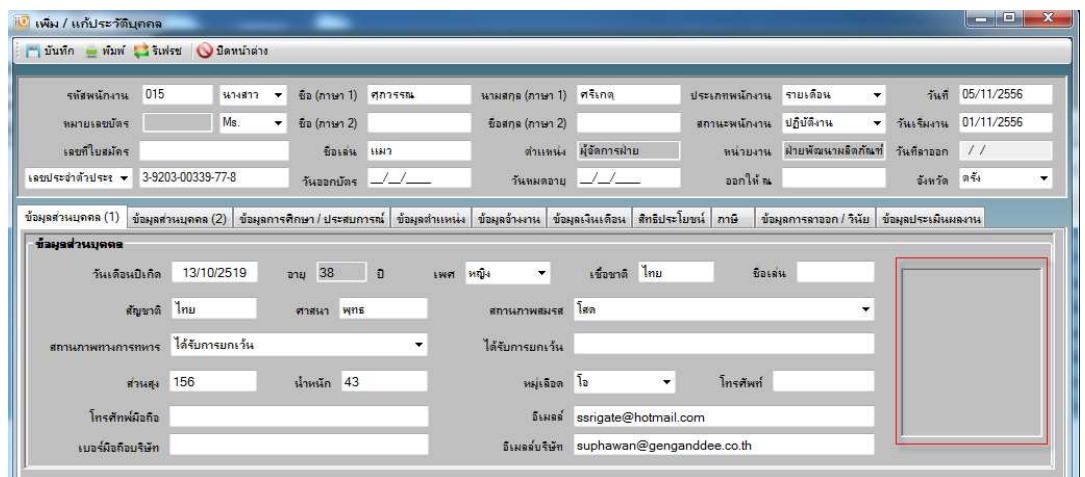 เพิ่ม / แก้ประวัติบุคคล
บันทึก พิมพ์ รีเฟรช ปิดหน้าต่าง
รหัสพนักงาน 015 นางสาว ชื่อ (ภาษา 1) ศุภวรรณ นามสกุล (ภาษา 1) ศรีเกตุ ประเภทพนักงาน รายเดือน วันที่ 05/11/2556
หมายเลขบัตร Ms. ชื่อ (ภาษา 2) ชื่อสกุล (ภาษา 2) สถานะพนักงาน ปฏิบัติงาน วันเริ่มงาน 01/11/2556
เลขที่ใบสมัคร ชื่อเล่น แมว ตำแหน่ง ผู้จัดการฝ่าย หน่วยงาน ฝ่ายพัฒนาผลิตภัณฑ์ วันที่ลาออก / /
เลขประจำตัวประช 3-9203-00339-77-8 วันออกบัตร __/__/____ วันหมดอายุ __/__/____ ออกให้ ณ จังหวัด ตรัง
ข้อมูลส่วนบุคคล (1) ข้อมูลส่วนบุคคล (2) ข้อมูลการศึกษา / ประสบการณ์ ข้อมูลตำแหน่ง ข้อมูลจ้างงาน ข้อมูลเงินเดือน สิทธิประโยชน์ ภาษี ข้อมูลการลาออก / วินัย ข้อมูลประเมินผลงาน
ข้อมูลส่วนบุคคล
วันเดือนปีเกิด 13/10/2519 อายุ 38 ปี เพศ หญิง เชื้อชาติ ไทย ชื่อเล่น
สัญชาติ ไทย ศาสนา พุทธ สถานภาพสมรส โสด
สถานภาพทางการทหาร ได้รับการยกเว้น ได้รับการยกเว้น
ส่วนสูง 156 น้ำหนัก 43 หมู่เลือด โอ โทรศัพท์
โทรศัทพ์มือถือ อีเมลล์ ssrigate@hotmail.com
เบอร์มือถือบริษัท อีเมลล์บริษัท suphawan@genganddee.co.th